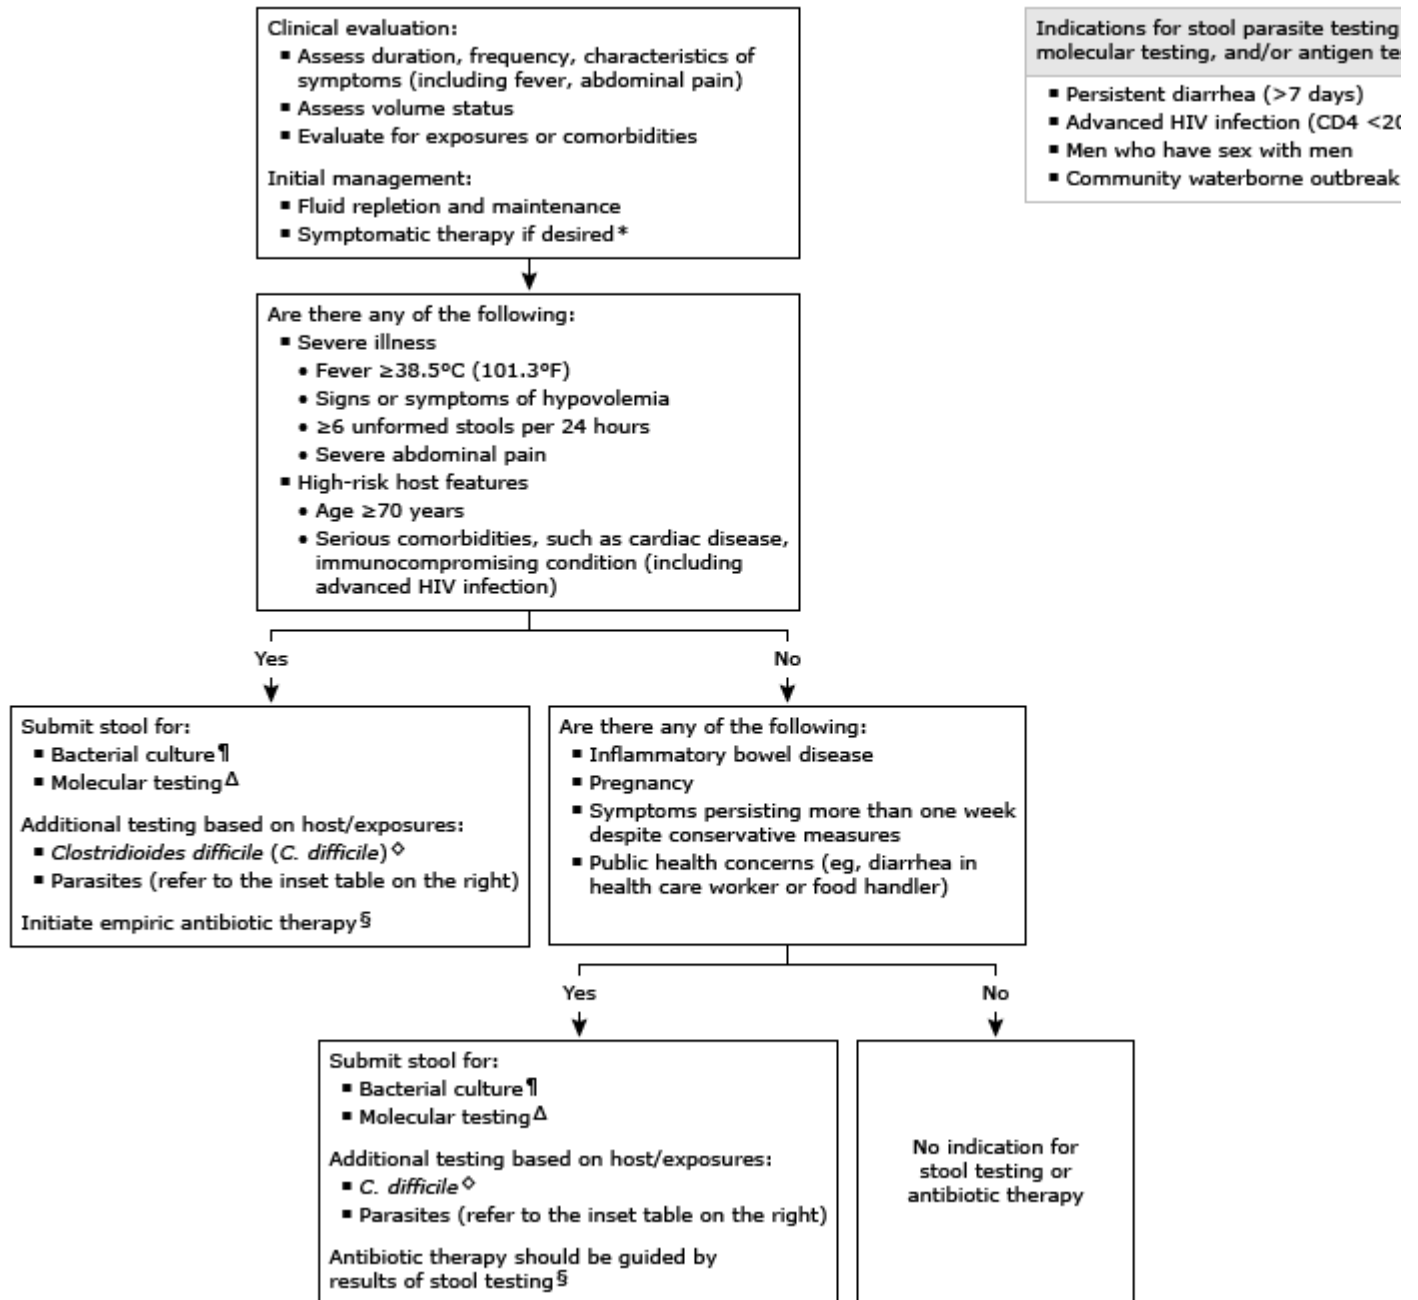 Clinical evaluation:
▪ Assess duration, frequency, characteristics of
symptoms (including fever, abdominal pain)
▪ Assess volume status
▪ Evaluate for exposures or comorbidities
Initial management:
▪ Fluid repletion and maintenance
▪ Symptomatic therapy if desired*
Indications for stool parasite testing
molecular testing, and/or antigen
▪ Persistent diarrhea (>7 days)
▪ Advanced HIV infection (CD4
▪ Men who have sex with men
▪ Community waterborne outbreak
Are there any of the following:
▪ Severe illness
• Fever ≥38.5°C (101.3°F)
• Signs or symptoms of hypovolemia
• ≥6 unformed stools per 24 hours
• Severe abdominal pain
▪ High-risk host features
• Age ≥70 years
• Serious comorbidities, such as cardiac disease,
immunocompromising condition (including
advanced HIV infection)
Yes
No
Submit stool for:
▪ Bacterial culture¶
▪ Molecular testingΔ
Additional testing based on host/exposures:
▪ Clostridioides difficile (C. difficile)◇
▪ Parasites (refer to the inset table on the right)
Initiate empiric antibiotic therapy§
Are there any of the following:
▪ Inflammatory bowel disease
▪ Pregnancy
▪ Symptoms persisting more than one week
despite conservative measures
▪ Public health concerns (eg, diarrhea in
health care worker or food handler)
Yes
No
Submit stool for:
▪ Bacterial culture¶
▪ Molecular testingΔ
Additional testing based on host/exposures:
▪ C. difficile◇
▪ Parasites (refer to the inset table on the right)
Antibiotic therapy should be guided by
results of stool testing§
No indication for
stool testing or
antibiotic therapy